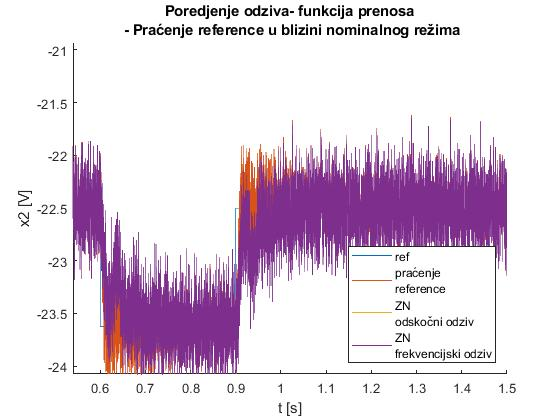 Poredjenje odziva- funkcija prenosa
- Praćenje reference u blizini nominalnog režima
-21
-21.5
-22
-22.5
-23
-23.5
-24
x2 [V]
ref
praćenje
reference
ZN
odskočni odziv
ZN
frekvencijski odziv
0.6 0.7 0.8 0.9 1 1.1 1.2 1.3 1.4 1.5
t [s]